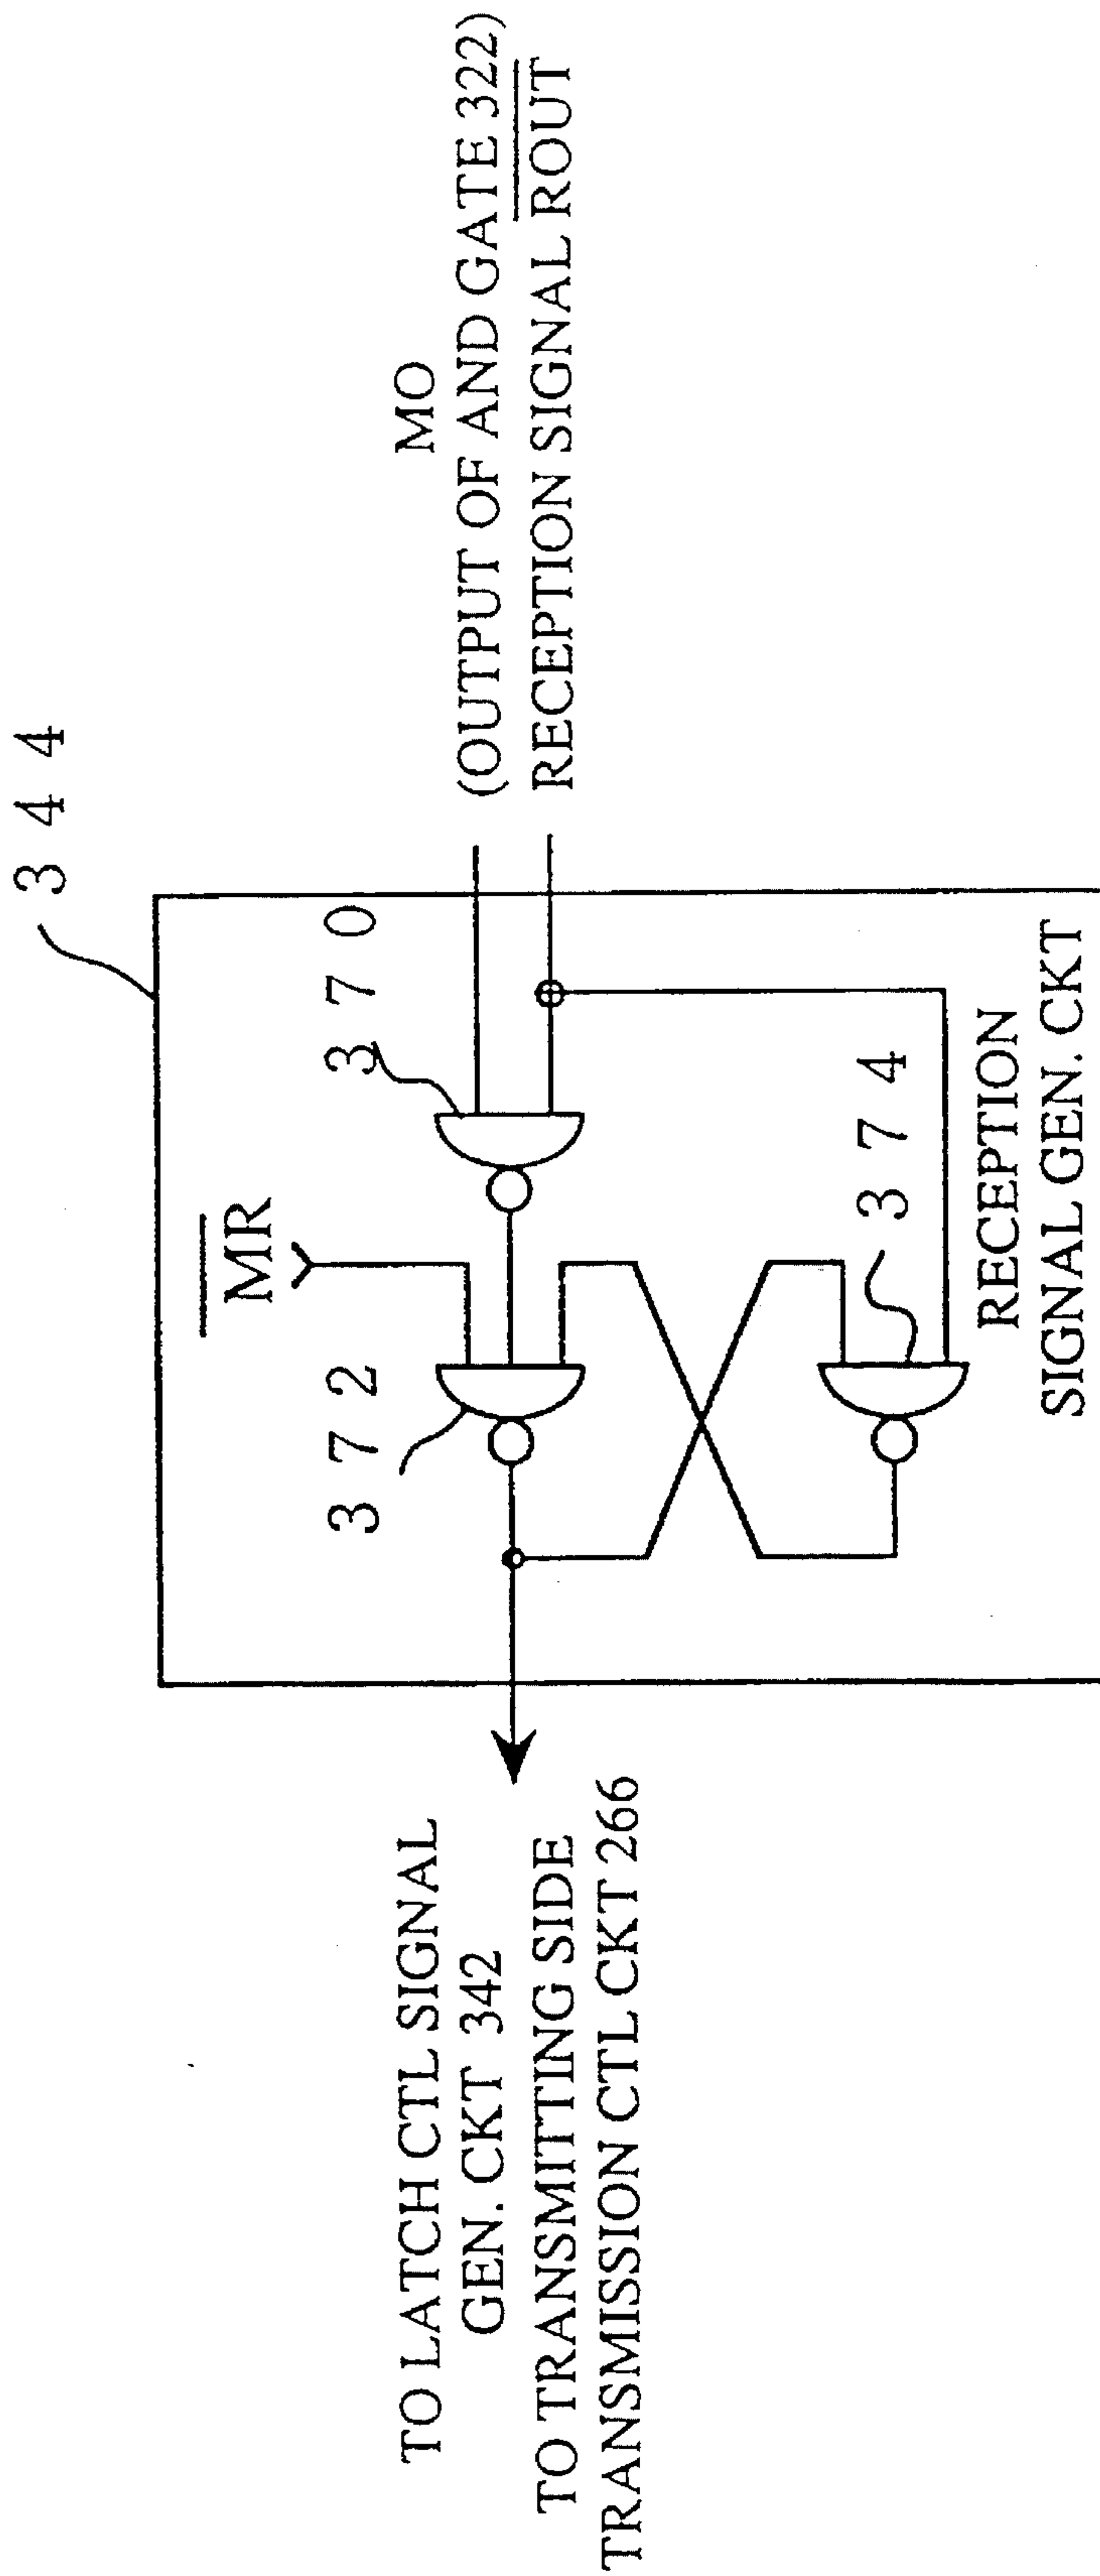 3 4 4
MR
3 7 2
3 7 0
3 7 4
RECEPTION
SIGNAL GEN. CKT
TO LATCH CTL SIGNAL
GEN. CKT 342
TO TRANSMITTING SIDE
TRANSMISSION CTL CKT 266
MO
(OUTPUT OF AND GATE 322)
RECEPTION SIGNAL ROUT